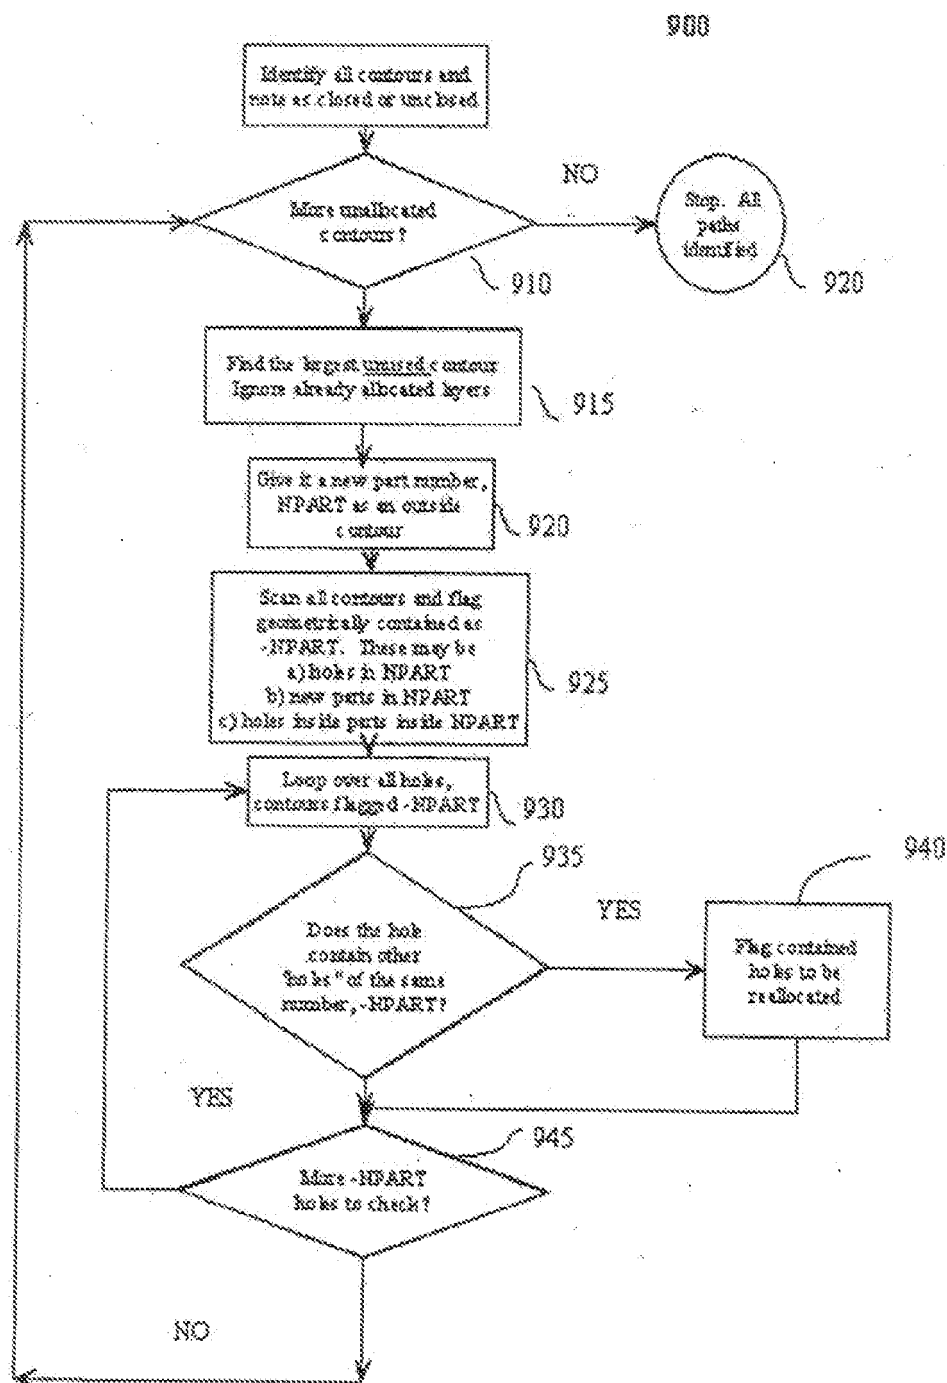 900
Identify all contours and
note as closed or unclosed
More unallocated
contours?
NO
Stop. All
paths
identified
910
920
Find the largest unused contour
Ignore already allocated layers
915
Give it a new part number,
NPART as an outside
contour
920
Scan all contours and flag
geometrically contained as
-NPART. These may be
a) holes in NPART
b) new parts in NPART
c) holes inside parts inside NPART
925
Loop over all holes,
contours flagged -NPART
930
935
940
Does the hole
contain other
"holes" of the same
number, -NPART?
YES
Flag contained
holes to be
reallocated
YES
945
More -NPART
holes to check?
NO